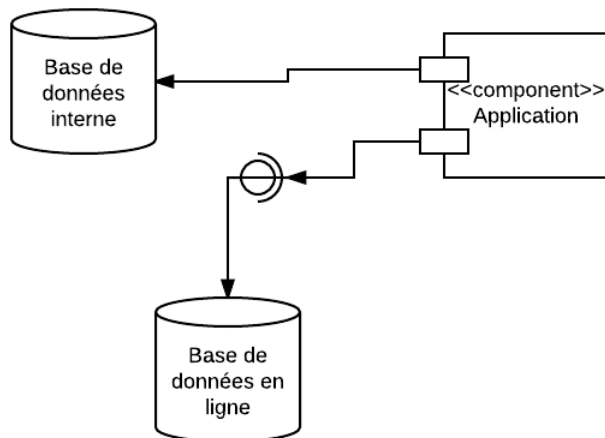 Base de
données
interne
<<component>>
Application
Base de
données en
ligne